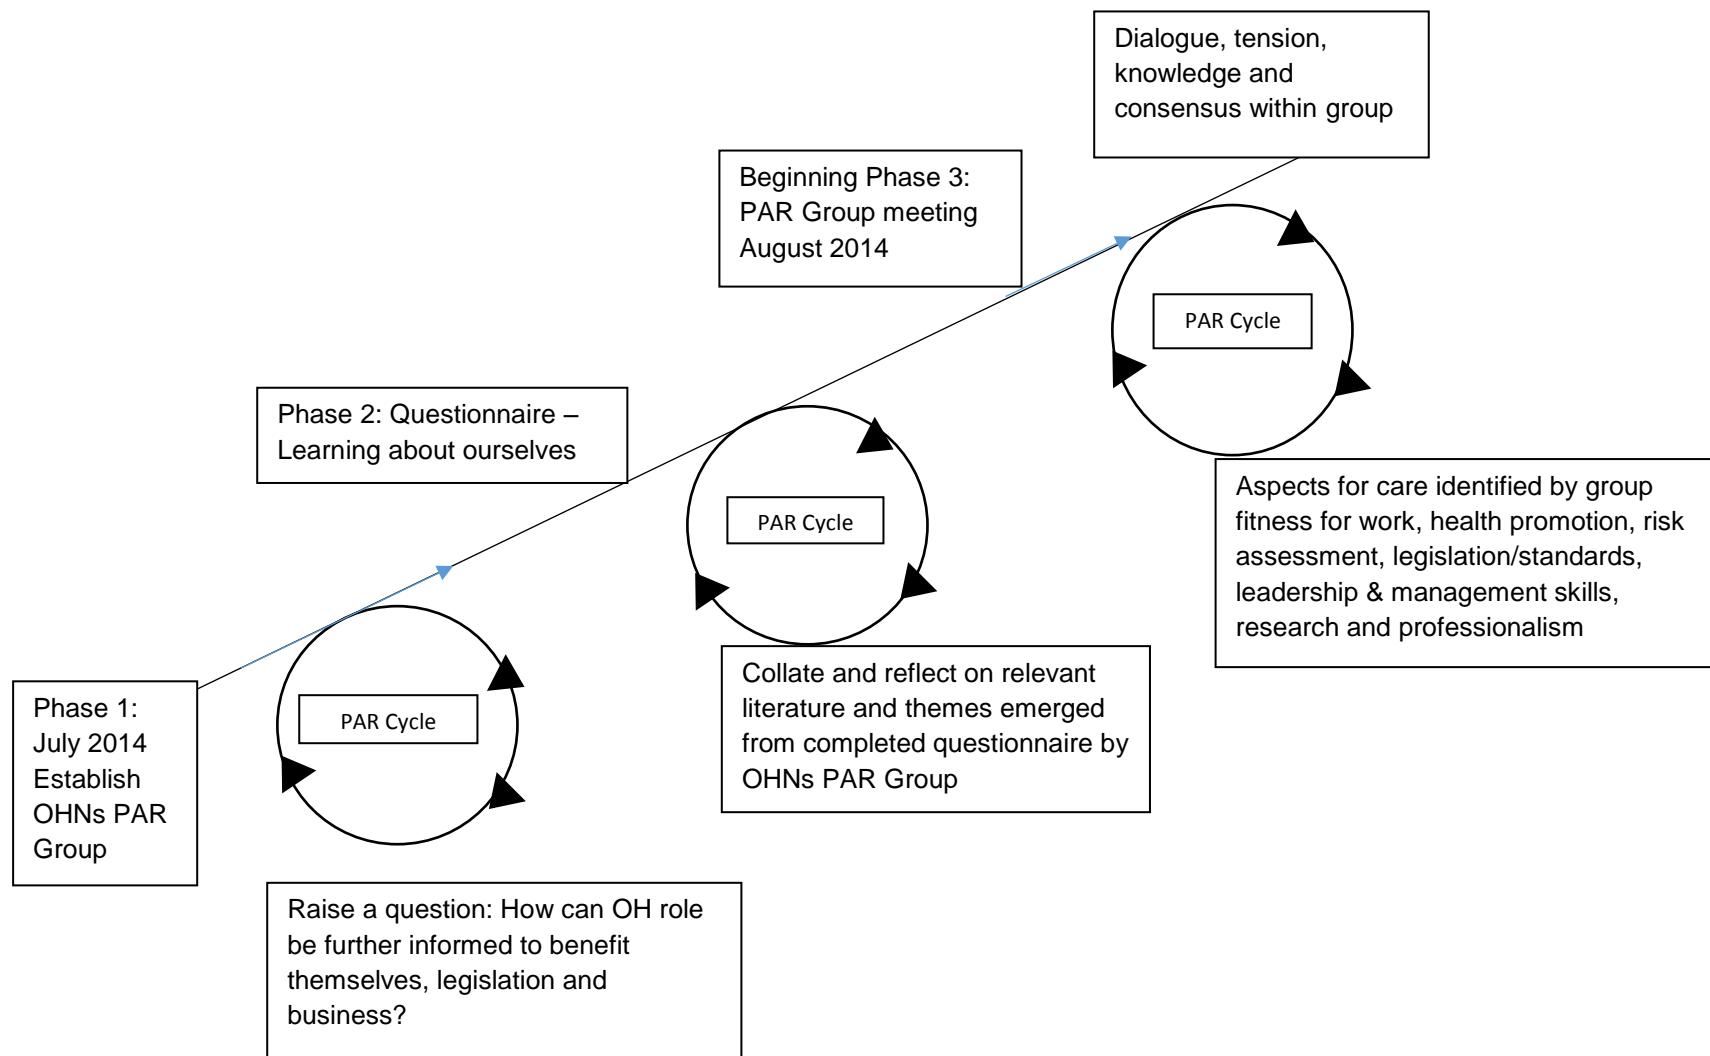 Dialogue, tension,
knowledge and
consensus within group
Beginning Phase 3:
PAR Group meeting
August 2014
PAR Cycle
Phase 2: Questionnaire –
Learning about ourselves
PAR Cycle
Aspects for care identified by group
fitness for work, health promotion, risk
assessment, legislation/standards,
leadership & management skills,
research and professionalism
Phase 1:
July 2014
Establish
OHNs PAR
Group
PAR Cycle
Collate and reflect on relevant
literature and themes emerged
from completed questionnaire by
OHNs PAR Group
Raise a question: How can OH role
be further informed to benefit
themselves, legislation and
business?